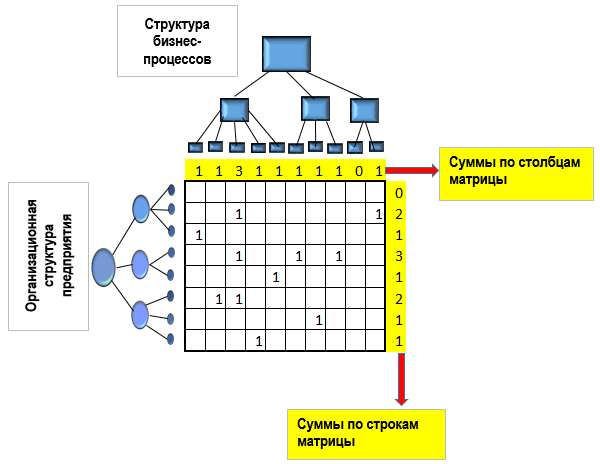 Структура
бизнес-
процессов
1 1 3 1 1 1 1 1 0 1
Суммы по столбцам
матрицы
Организационная
структура
предприятия
0
1 1 2
1 1
1 1 1 3
1 1
1 1 2
1 1
1 1
Суммы по строкам
матрицы